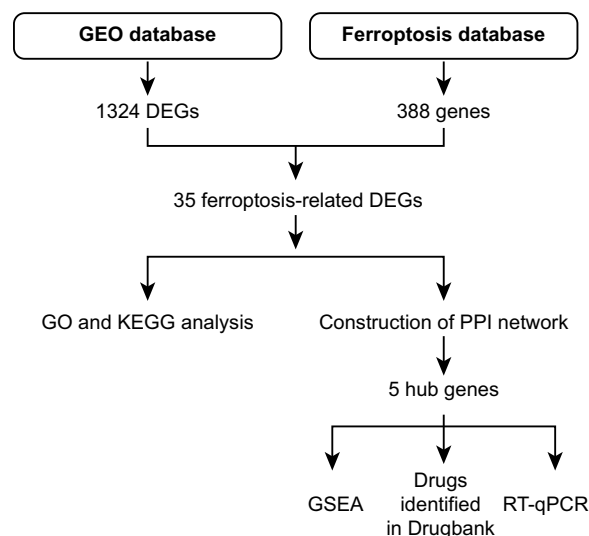 GEO database
Ferroptosis database
1324 DEGs
388 genes
35 ferroptosis-related DEGs
GO and KEGG analysis
Construction of PPI network
5 hub genes
GSEA
Drugs
identified
in Drugbank
RT-qPCR